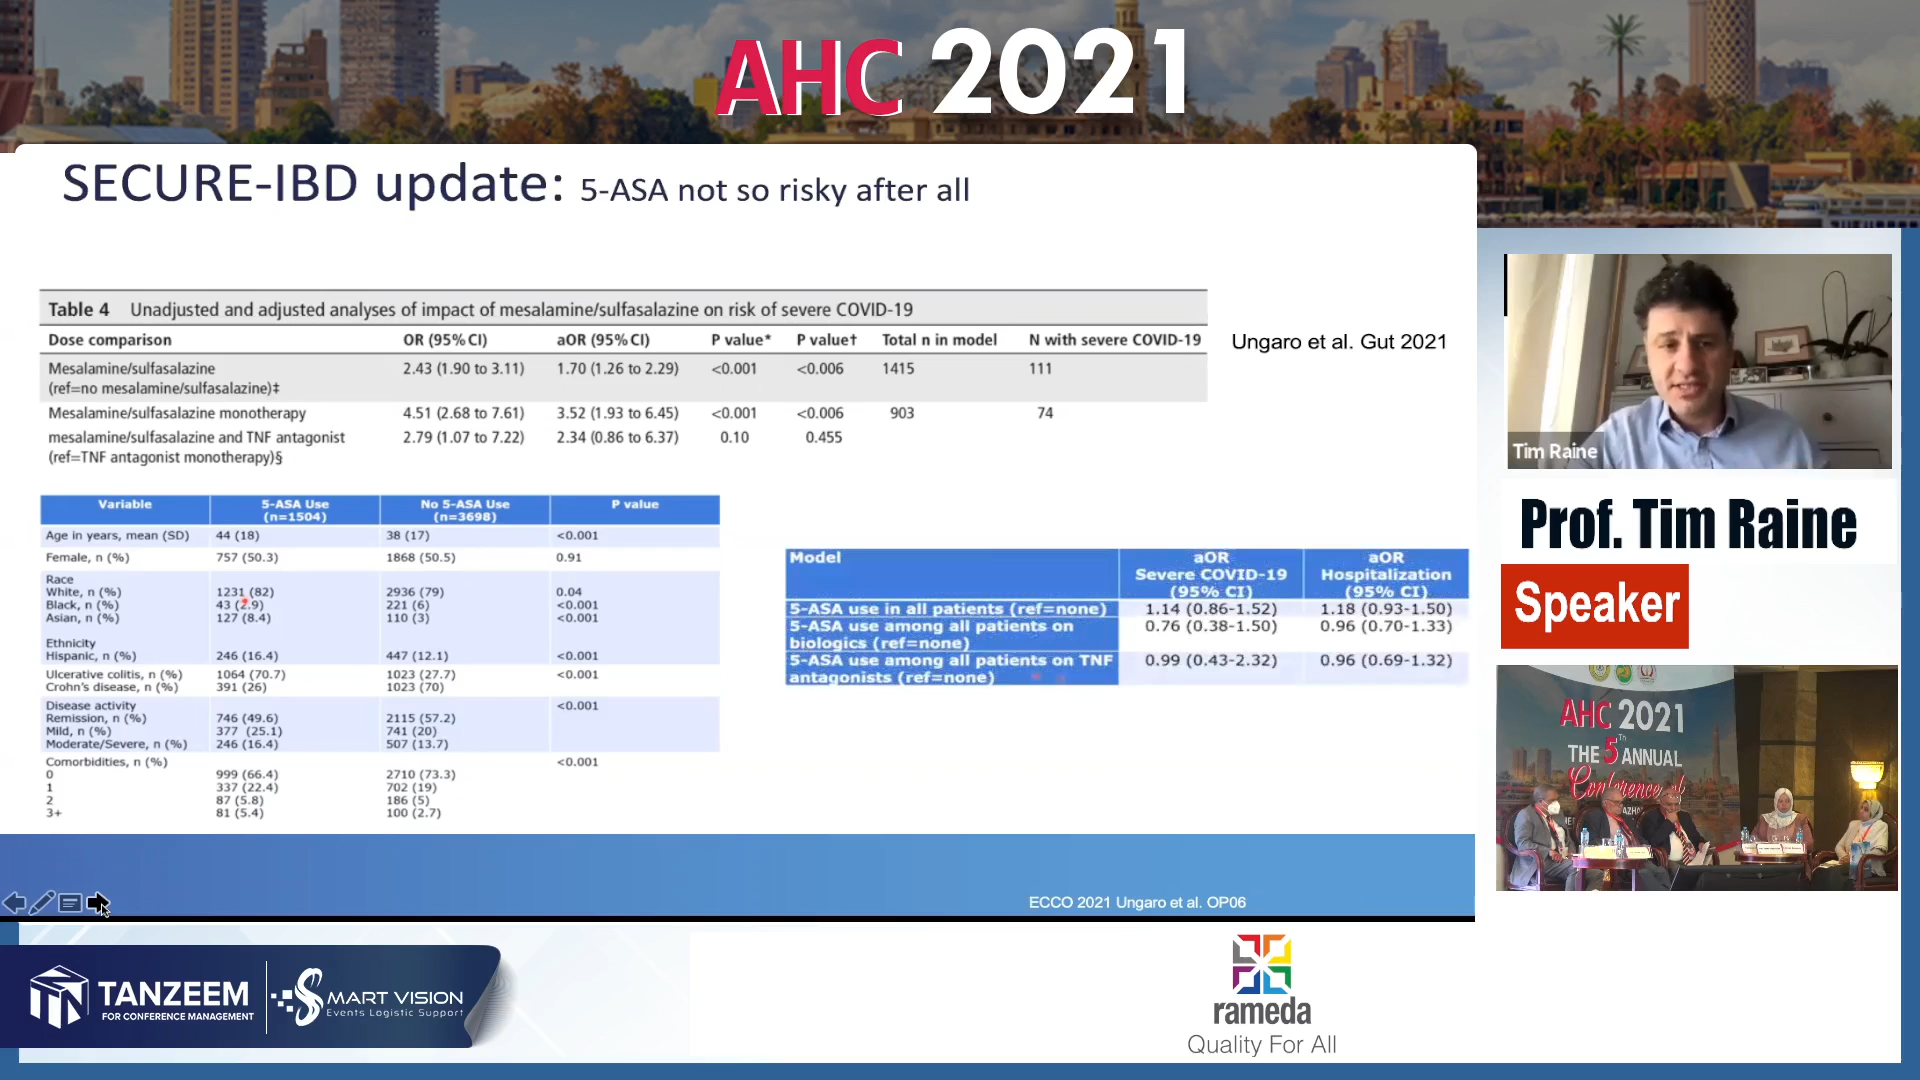 AHC 2021
SECURE-IBD update: 5-ASA not so risky after all
Table 4 Unadjusted and adjusted analyses of impact of mesalamine/sulfasalazine on risk of severe COVID-19
Dose comparison OR (95% CI) aOR (95% CI) P value* P value† Total n in model N with severe COVID-19
Mesalamine/sulfasalazine 2.43 (1.90 to 3.11) 1.70 (1.26 to 2.29) <0.001 <0.006 1415 111
(ref=no mesalamine/sulfasalazine)‡
Mesalamine/sulfasalazine monotherapy 4.51 (2.68 to 7.61) 3.52 (1.93 to 6.45) <0.001 <0.006 903 74
mesalamine/sulfasalazine and TNF antagonist 2.79 (1.07 to 7.22) 2.34 (0.86 to 6.37) 0.10 0.455
(ref=TNF antagonist monotherapy)§
Ungaro et al. Gut 2021
Variable 5-ASA Use No 5-ASA Use P value
(n=1504) (n=3698)
Age in years, mean (SD) 44 (18) 38 (17) <0.001
Female, n (%) 757 (50.3) 1868 (50.5) 0.91
Race
White, n (%) 1231 (82) 2936 (79) 0.04
Black, n (%) 43 (2.9) 221 (6) <0.001
Asian, n (%) 127 (8.4) 110 (3) <0.001
Ethnicity
Hispanic, n (%) 246 (16.4) 447 (12.1) <0.001
Ulcerative colitis, n (%) 1064 (70.7) 1023 (27.7) <0.001
Crohn's disease, n (%) 391 (26) 1023 (70)
Disease activity <0.001
Remission, n (%) 746 (49.6) 2115 (57.2)
Mild, n (%) 377 (25.1) 741 (20)
Moderate/Severe, n (%) 246 (16.4) 507 (13.7)
Comorbidities, n (%) <0.001
0 999 (66.4) 2710 (73.3)
1 337 (22.4) 702 (19)
2 87 (5.8) 186 (5)
3+ 81 (5.4) 100 (2.7)
Model aOR aOR
Severe COVID-19 Hospitalization
(95% CI) (95% CI)
5-ASA use in all patients (ref=none) 1.14 (0.86-1.52) 1.18 (0.93-1.50)
5-ASA use among all patients on 0.76 (0.38-1.50) 0.96 (0.70-1.33)
biologics (ref=none)
5-ASA use among all patients on TNF 0.99 (0.43-2.32) 0.96 (0.69-1.32)
antagonists (ref=none)
ECCO 2021 Ungaro et al. OP06
Tim Raine
Prof. Tim Raine
Speaker
AHC 2021
THE 5Th ANNUAL
Conference of
TANZEEM
FOR CONFERENCE MANAGEMENT
SMART VISION
Events Logistic Support
rameda
Quality For All